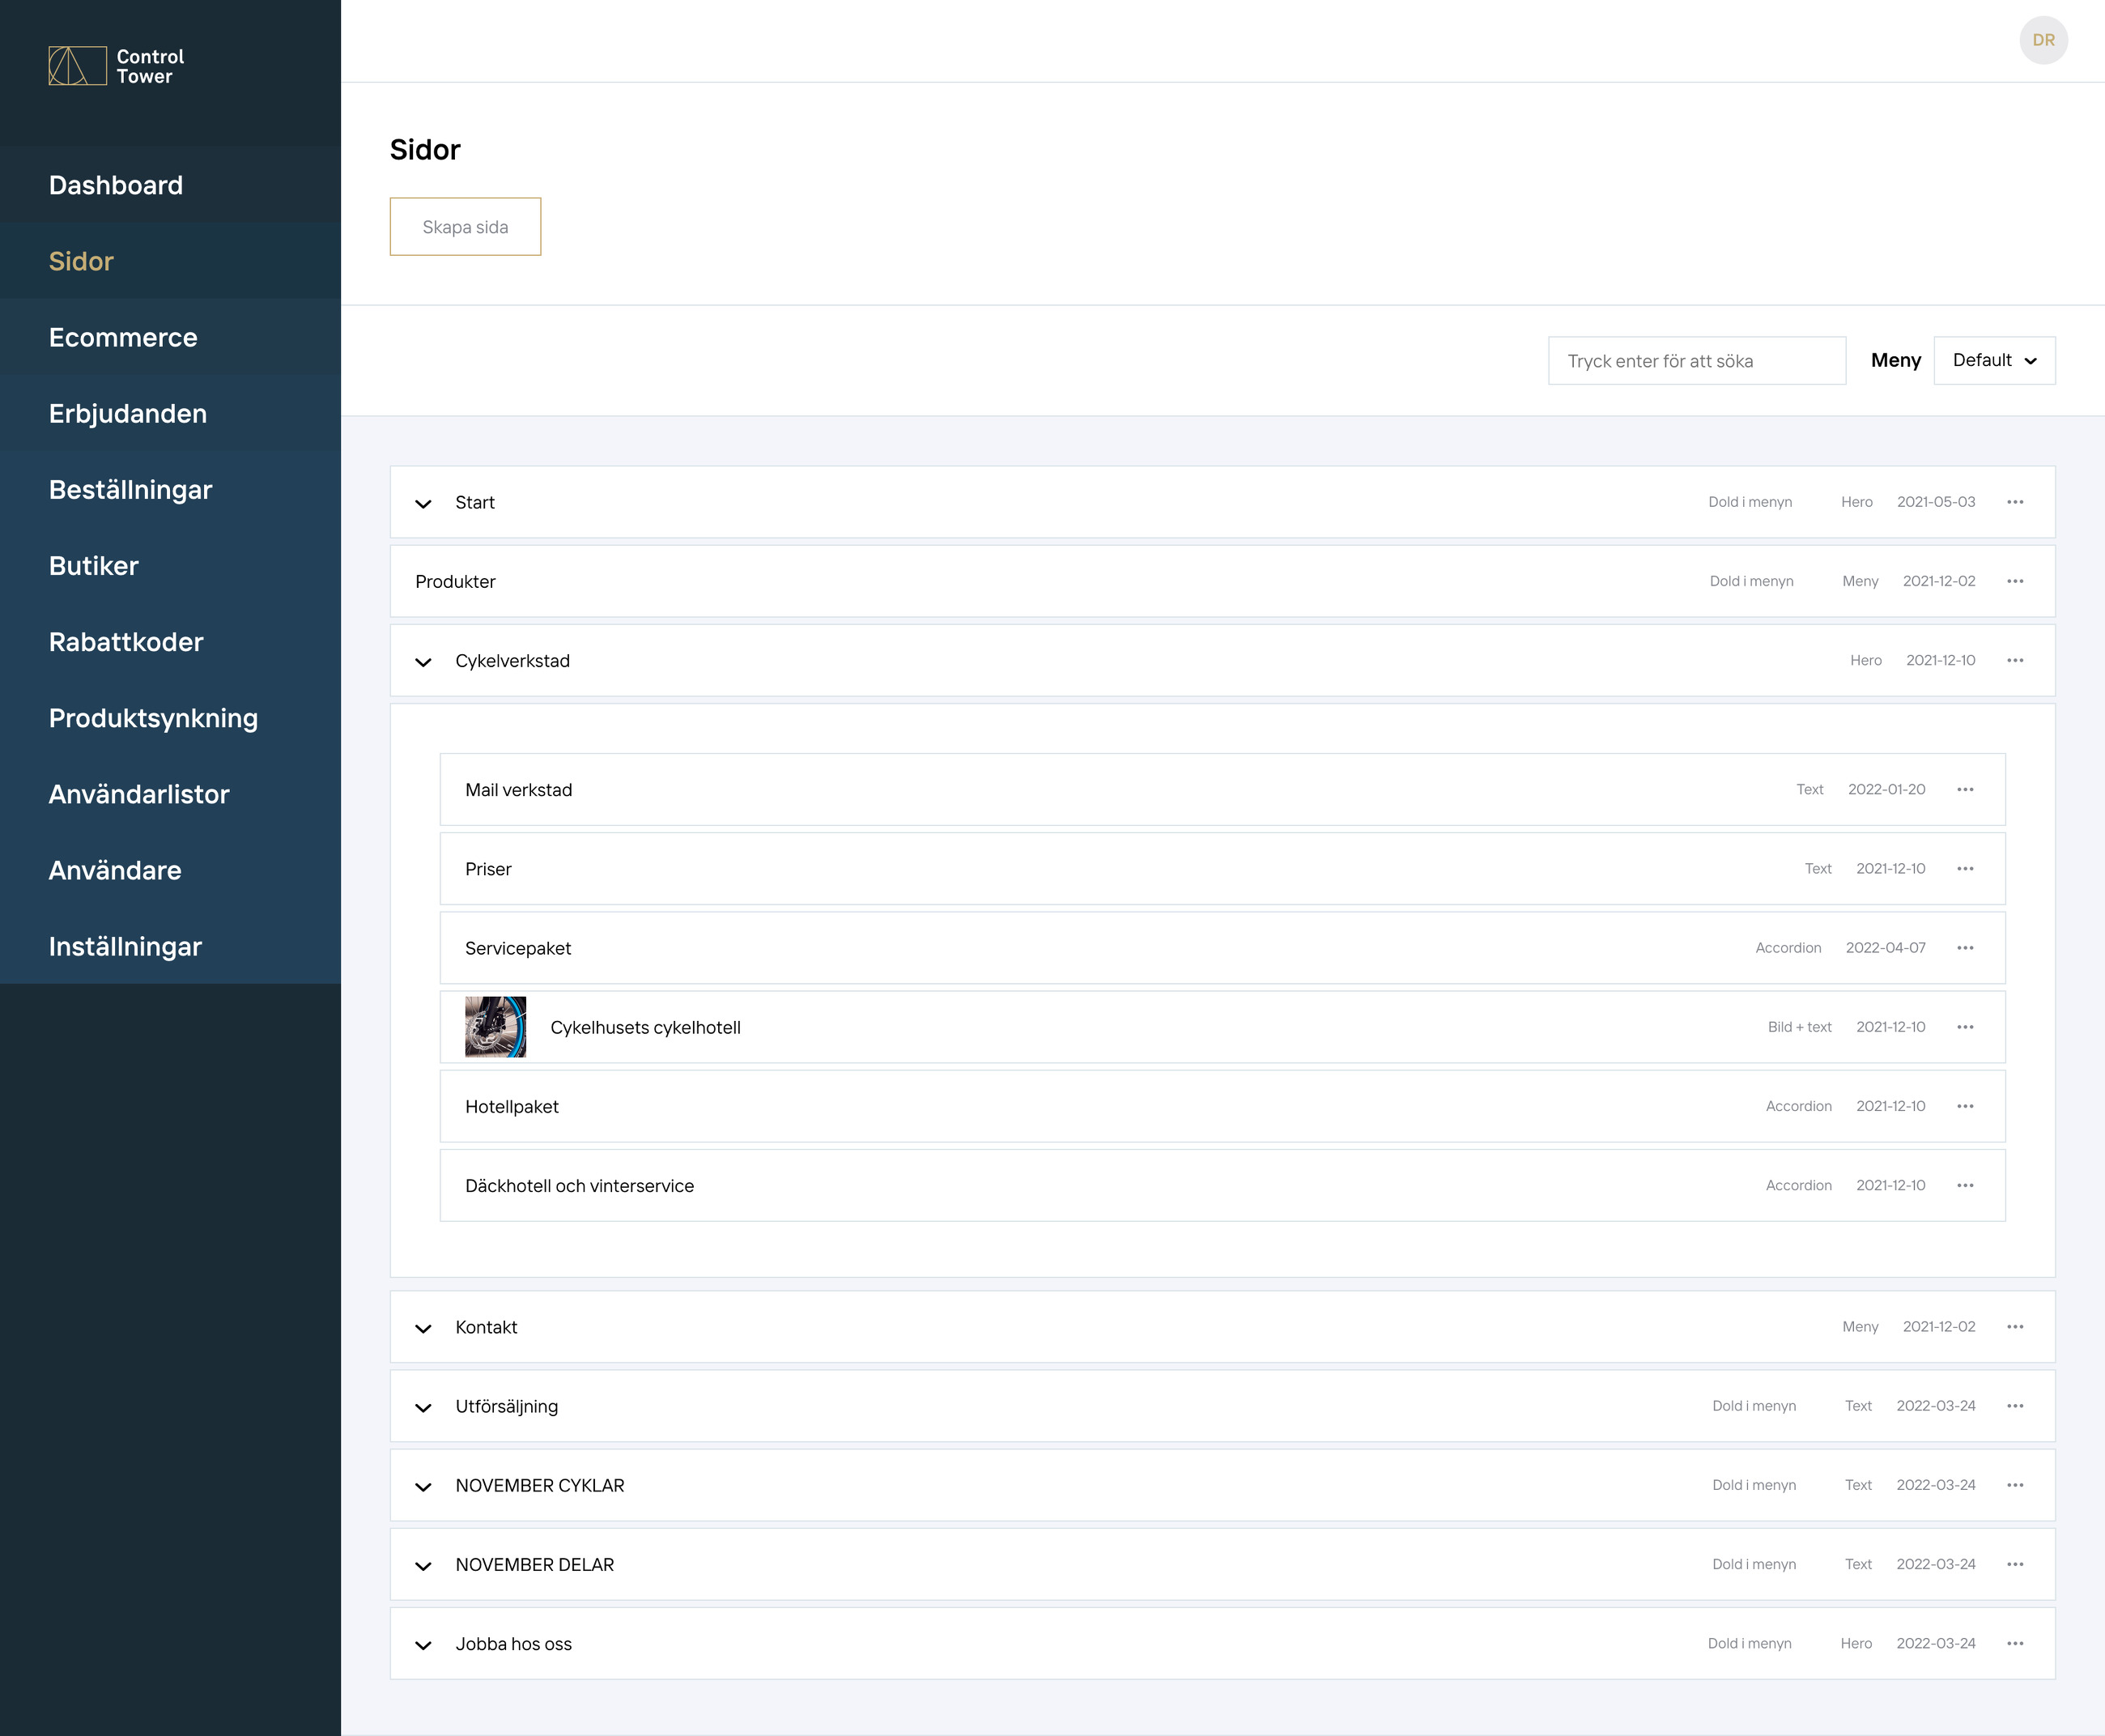 Control
Tower
DR
Dashboard
Sidor
Ecommerce
Erbjudanden
Beställningar
Butiker
Rabattkoder
Produktsynkning
Användarlistor
Användare
Inställningar
Sidor
Skapa sida
Tryck enter för att söka Meny Default
Start Dold i menyn Hero 2021-05-03
Produkter Dold i menyn Meny 2021-12-02
Cykelverkstad Hero 2021-12-10
Mail verkstad Text 2022-01-20
Priser Text 2021-12-10
Servicepaket Accordion 2022-04-07
Cykelhusets cykelhotell Bild + text 2021-12-10
Hotellpaket Accordion 2021-12-10
Däckhotell och vinterservice Accordion 2021-12-10
Kontakt Meny 2021-12-02
Utförsäljning Dold i menyn Text 2022-03-24
NOVEMBER CYKLAR Dold i menyn Text 2022-03-24
NOVEMBER DELAR Dold i menyn Text 2022-03-24
Jobba hos oss Dold i menyn Hero 2022-03-24